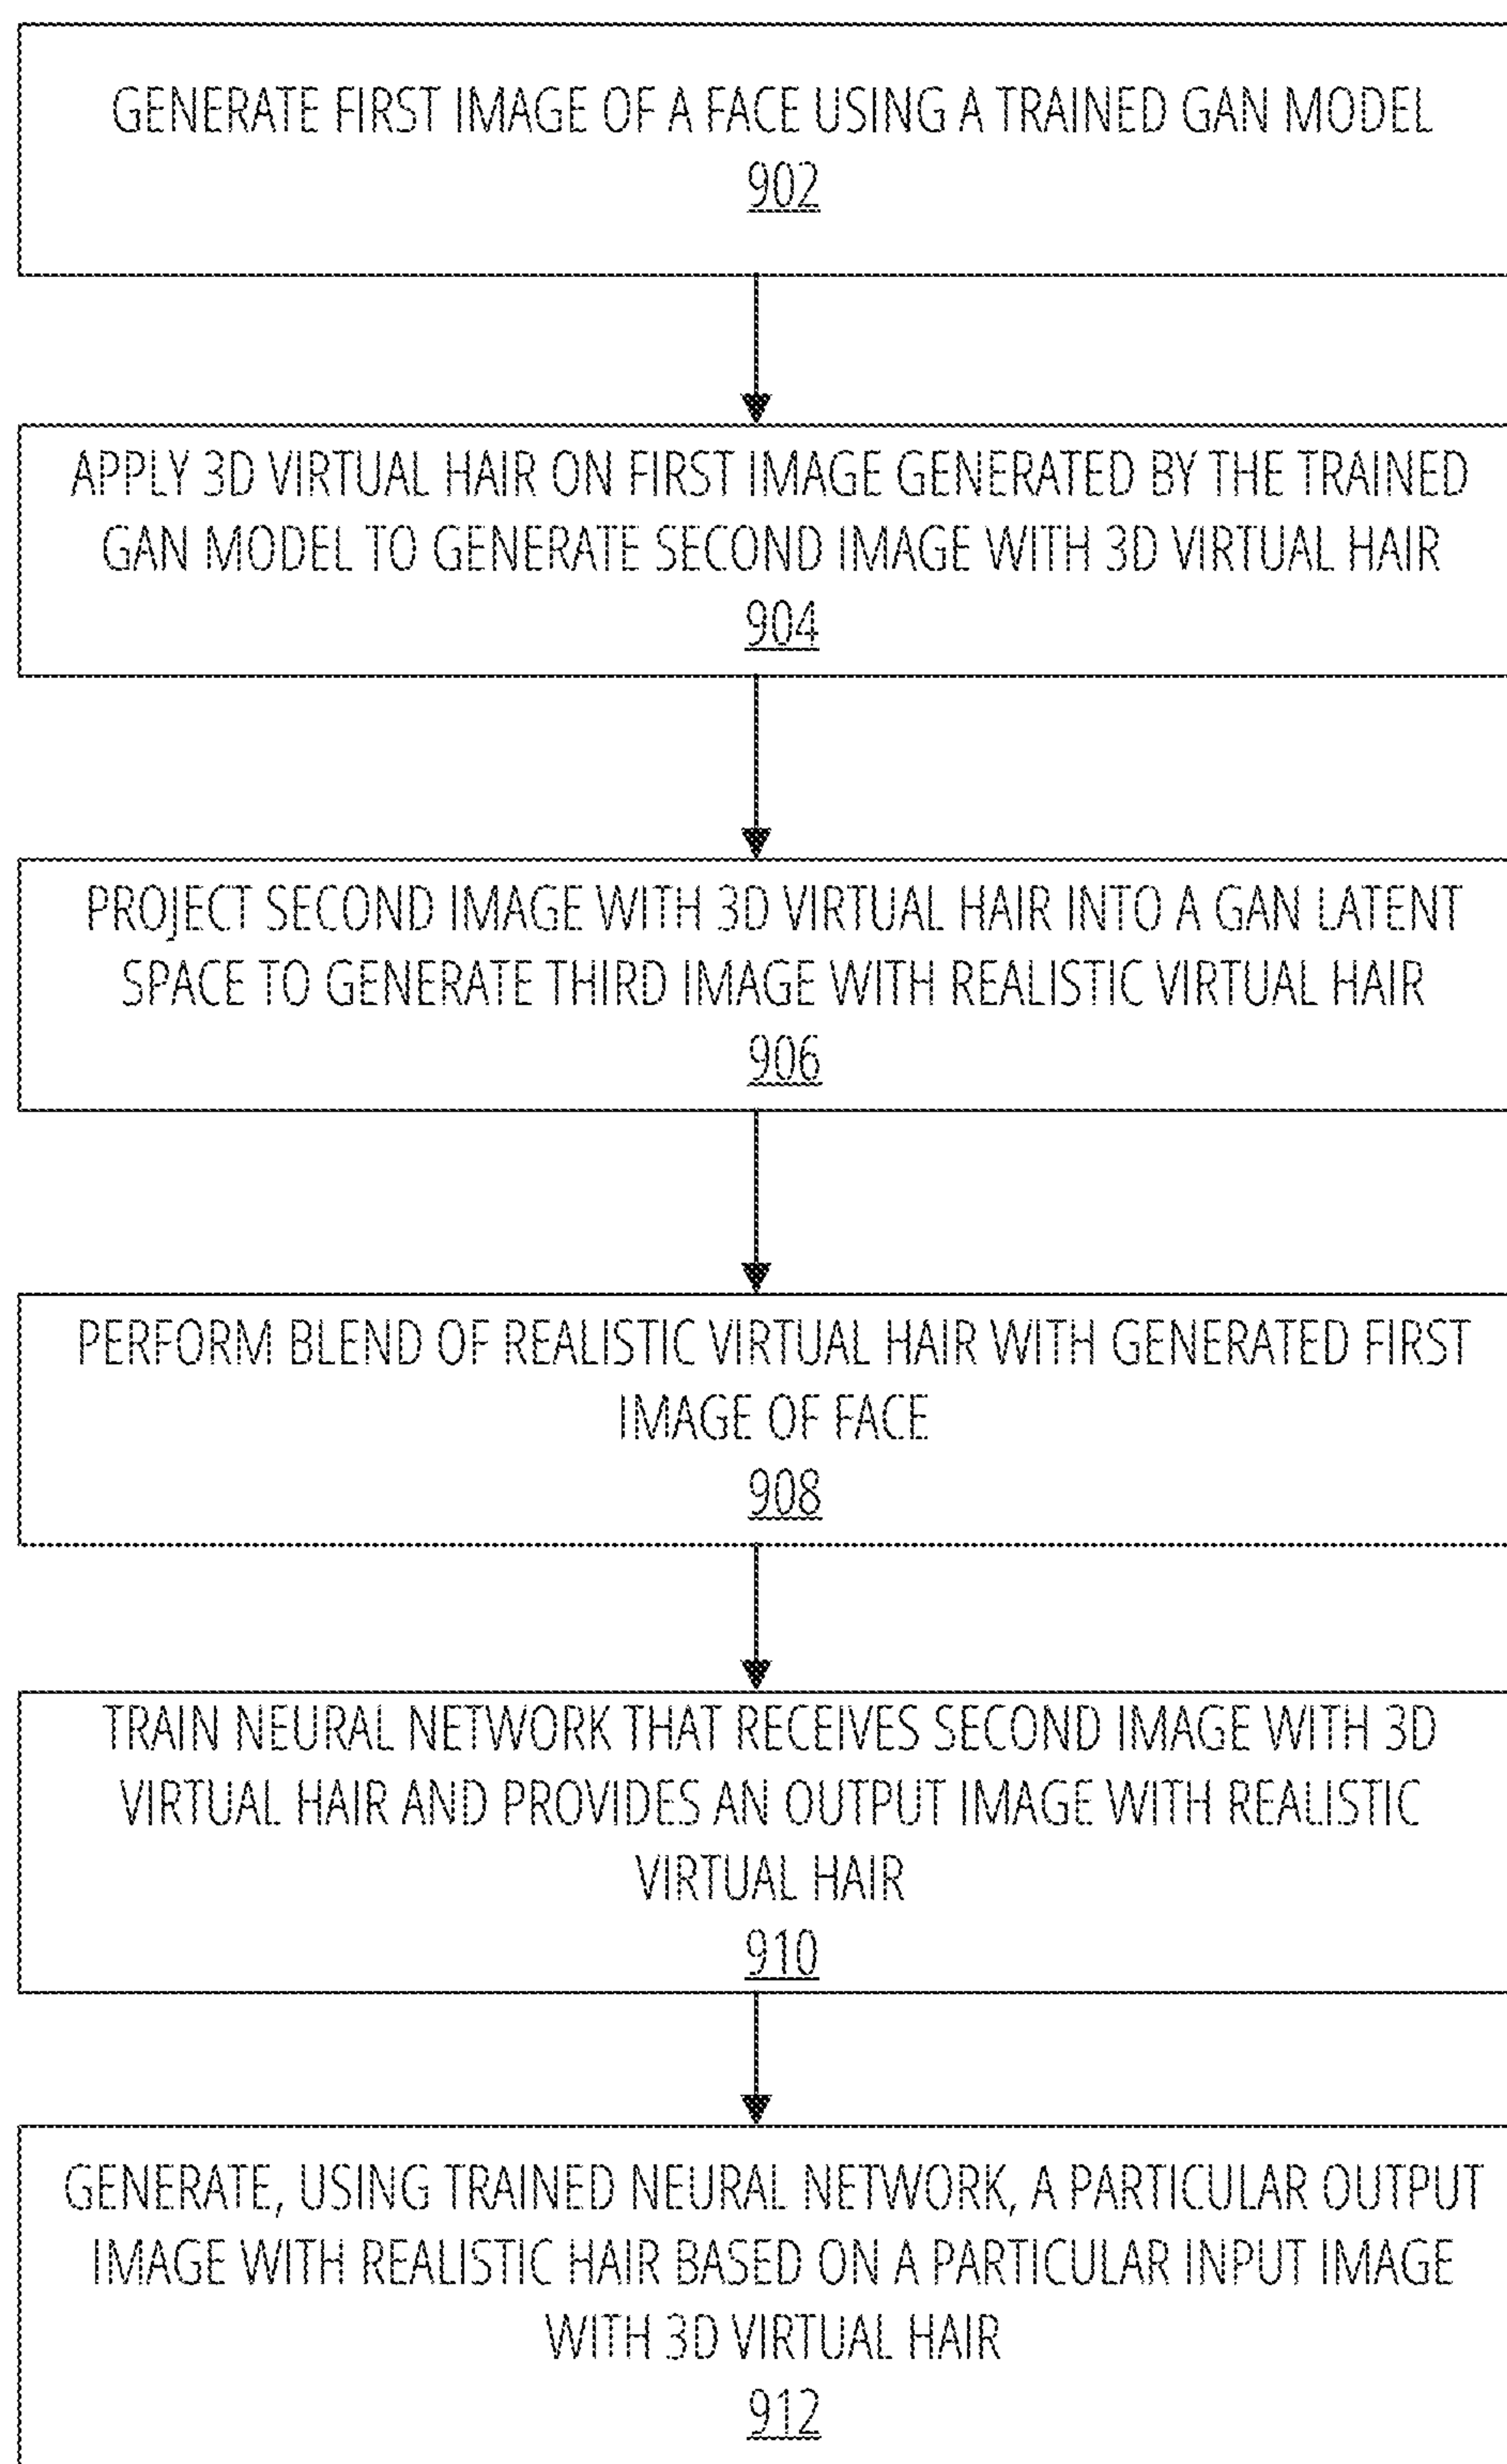 GENERATE FIRST IMAGE OF A FACE USING A TRAINED GAN MODEL
902
APPLY 3D VIRTUAL HAIR ON FIRST IMAGE GENERATED BY THE TRAINED
GAN MODEL TO GENERATE SECOND IMAGE WITH 3D VIRTUAL HAIR
904
PROJECT SECOND IMAGE WITH 3D VIRTUAL HAIR INTO A GAN LATENT
SPACE TO GENERATE THIRD IMAGE WITH REALISTIC VIRTUAL HAIR
906
PERFORM BLEND OF REALISTIC VIRTUAL HAIR WITH GENERATED FIRST
IMAGE OF FACE
908
TRAIN NEURAL NETWORK THAT RECEIVES SECOND IMAGE WITH 3D
VIRTUAL HAIR AND PROVIDES AN OUTPUT IMAGE WITH REALISTIC
VIRTUAL HAIR
910
GENERATE, USING TRAINED NEURAL NETWORK, A PARTICULAR OUTPUT
IMAGE WITH REALISTIC HAIR BASED ON A PARTICULAR INPUT IMAGE
WITH 3D VIRTUAL HAIR
912